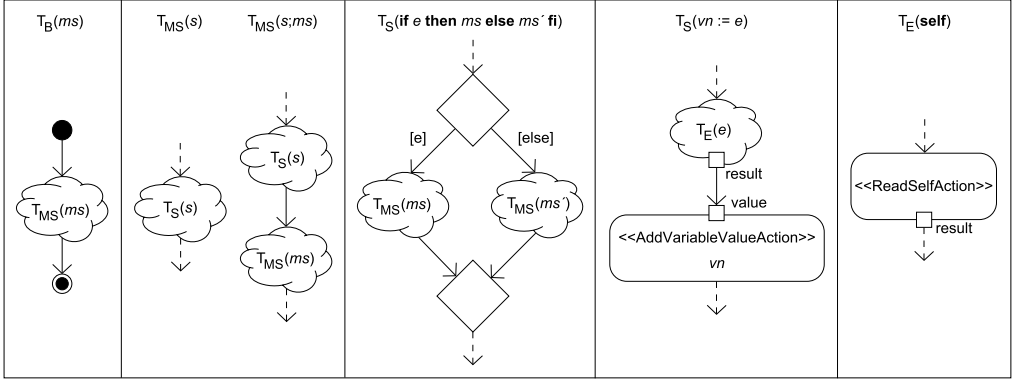 T_B(ms)
T_MS(s)
T_MS(s;ms)
T_S(if e then ms else ms´ fi)
T_S(vn := e)
T_E(self)
T_MS(ms)
T_S(s)
T_S(s)
T_MS(ms)
[e]
[else]
T_MS(ms)
T_MS(ms´)
T_E(e)
result
value
<<AddVariableValueAction>>
vn
<<ReadSelfAction>>
result